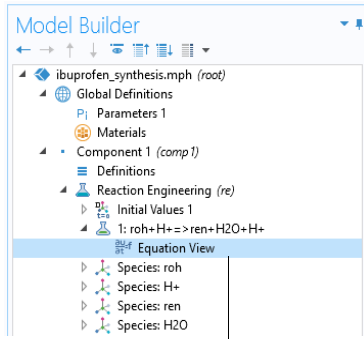 Model Builder
ibuprofen_synthesis.mph (root)
Global Definitions
Pi Parameters 1
Materials
Component 1 (comp1)
Definitions
Reaction Engineering (re)
Initial Values 1
1: roh+H+=>ren+H2O+H+
Equation View
Species: roh
Species: H+
Species: ren
Species: H2O